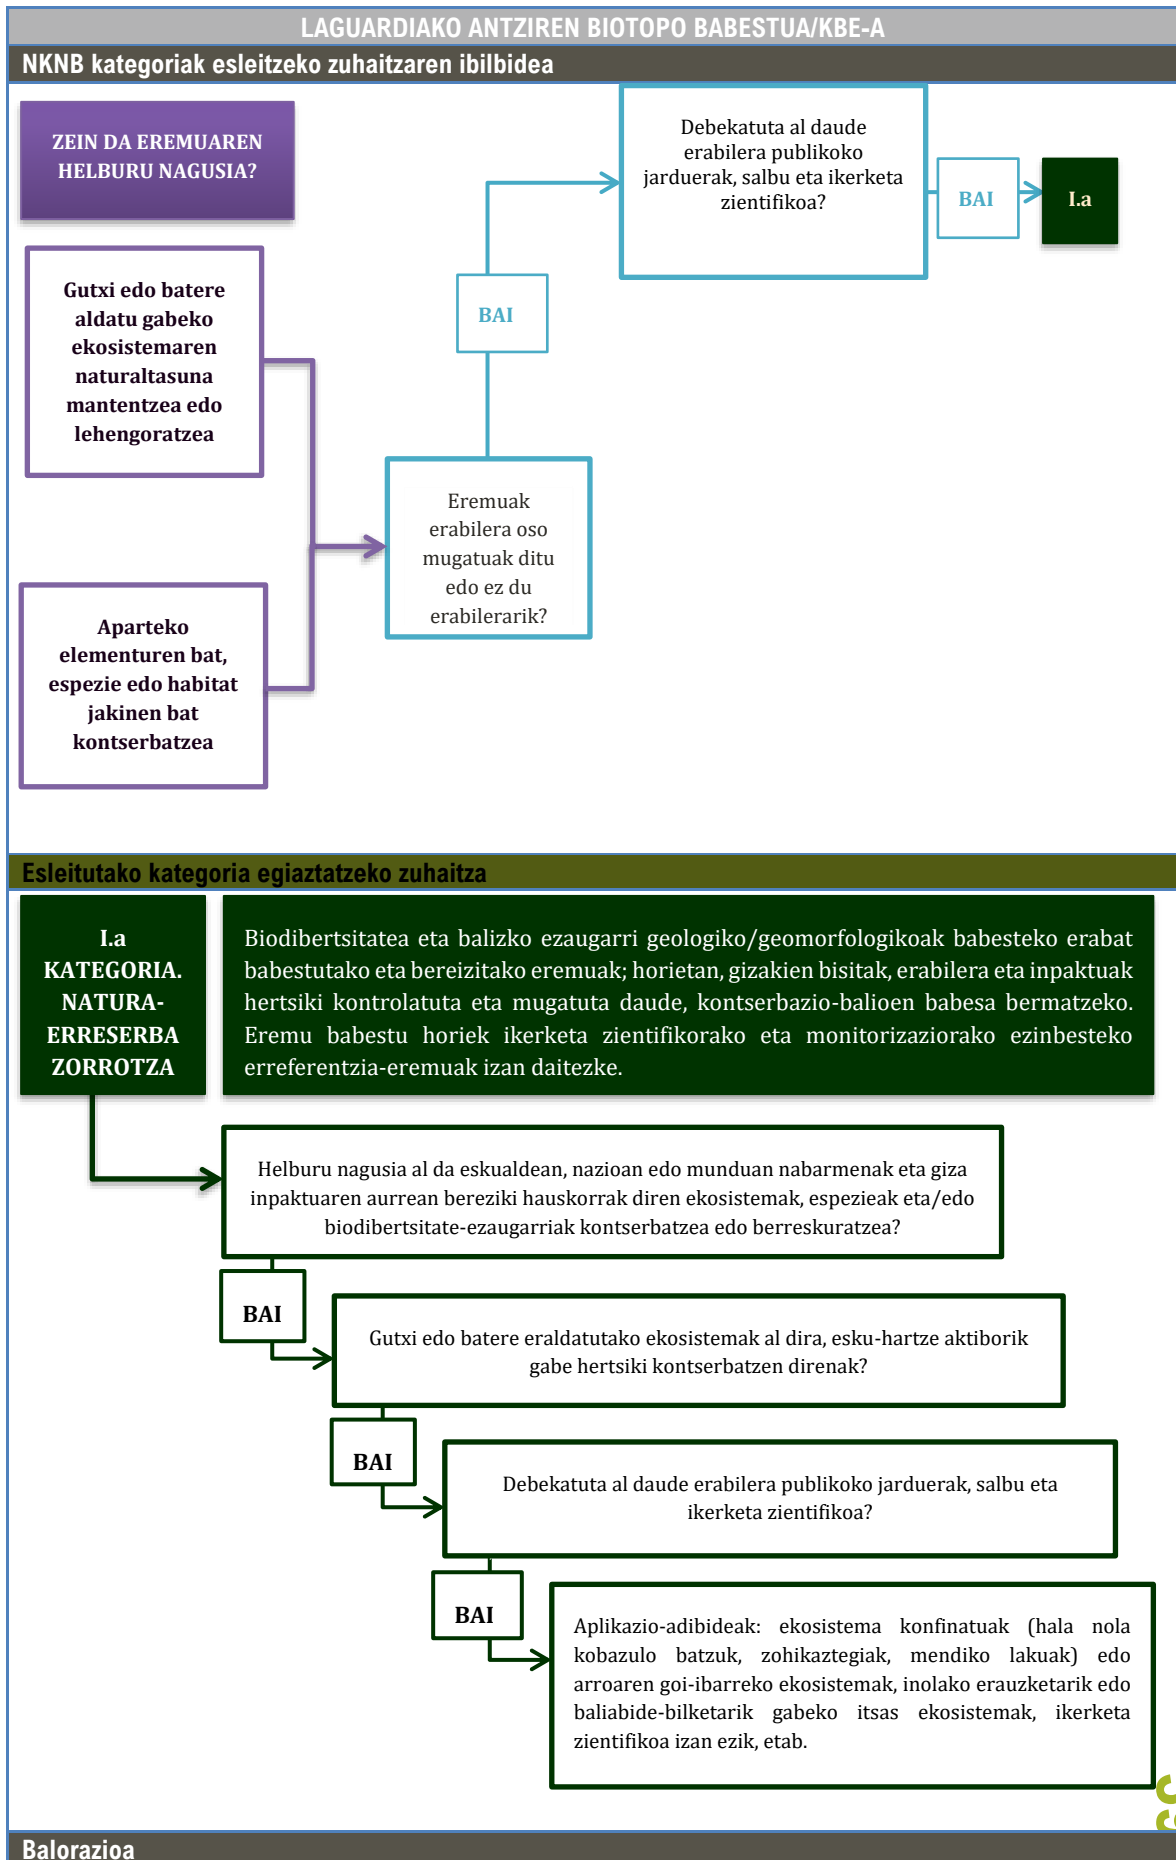 LAGUARDIAKO ANTZIREN BIOTOPO BABESTUA/KBE-A
NKNB kategoriak esleitzeko zuhaitzaren ibilbidea
ZEIN DA EREMUAREN
HELBURU NAGUSIA?
Debekatuta al daude
erabilera publikoko
jarduerak, salbu eta ikerketa
zientifikoa?
BAI
I.a
Gutxi edo batere
aldatu gabeko
ekosistemaren
naturaltasuna
mantentzea edo
lehengoratzea
BAI
Eremuak
erabilera oso
mugatuak ditu
edo ez du
erabilerarik?
Aparteko
elementuren bat,
espezie edo habitat
jakinen bat
kontserbatzea
Esleitutako kategoria egiaztatzeko zuhaitza
I.a
KATEGORIA.
NATURA-
ERRESERBA
ZORROTZA
Biodibertsitatea eta balizko ezaugarri geologiko/geomorfologikoak babesteko erabat
babestutako eta bereizitako eremuak; horietan, gizakien bisitak, erabilera eta inpaktuak
hertsiki kontrolatuta eta mugatuta daude, kontserbazio-balioen babesa bermatzeko.
Eremu babestu horiek ikerketa zientifikorako eta monitorizaziorako ezinbesteko
erreferentzia-eremuak izan daitezke.
Helburu nagusia al da eskualdean, nazioan edo munduan nabarmenak eta giza
inpaktuaren aurrean bereziki hauskorrak diren ekosistemak, espezieak eta/edo
biodibertsitate-ezaugarriak kontserbatzea edo berreskuratzea?
BAI
Gutxi edo batere eraldatutako ekosistemak al dira, esku-hartze aktiborik
gabe hertsiki kontserbatzen direnak?
BAI
Debekatuta al daude erabilera publikoko jarduerak, salbu eta
ikerketa zientifikoa?
BAI
Aplikazio-adibideak: ekosistema konfinatuak (hala nola
kobazulo batzuk, zohikaztegiak, mendiko lakuak) edo
arroaren goi-ibarreko ekosistemak, inolako erauzketarik edo
baliabide-bilketarik gabeko itsas ekosistemak, ikerketa
zientifikoa izan ezik, etab.
Balorazioa